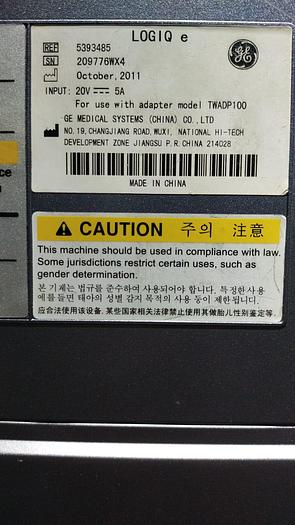 LOGIQ e
REF 5393485
SN 209776WX4
October, 2011
INPUT: 20V 5A
For use with adapter model TWADP100
GE MEDICAL SYSTEMS (CHINA) CO.,LTD
NO.19,CHANGJIANG ROAD,WUXI, NATIONAL HI-TECH
DEVELOPMENT ZONE JIANGSU P.R.CHINA 214028
MADE IN CHINA
CAUTION 주의 注意
This machine should be used in compliance with law.
Some jurisdictions restrict certain uses, such as
gender determination.
본 기제는 법규를 준수하여 사용되어야 합니다. 특정한 사용
예를 들면 태아의 성별 감지 목적의 사용 등이 제한됩니다.
应合法使用该设备. 某些国家相关法律禁止使用其做胎儿性别鉴定等.